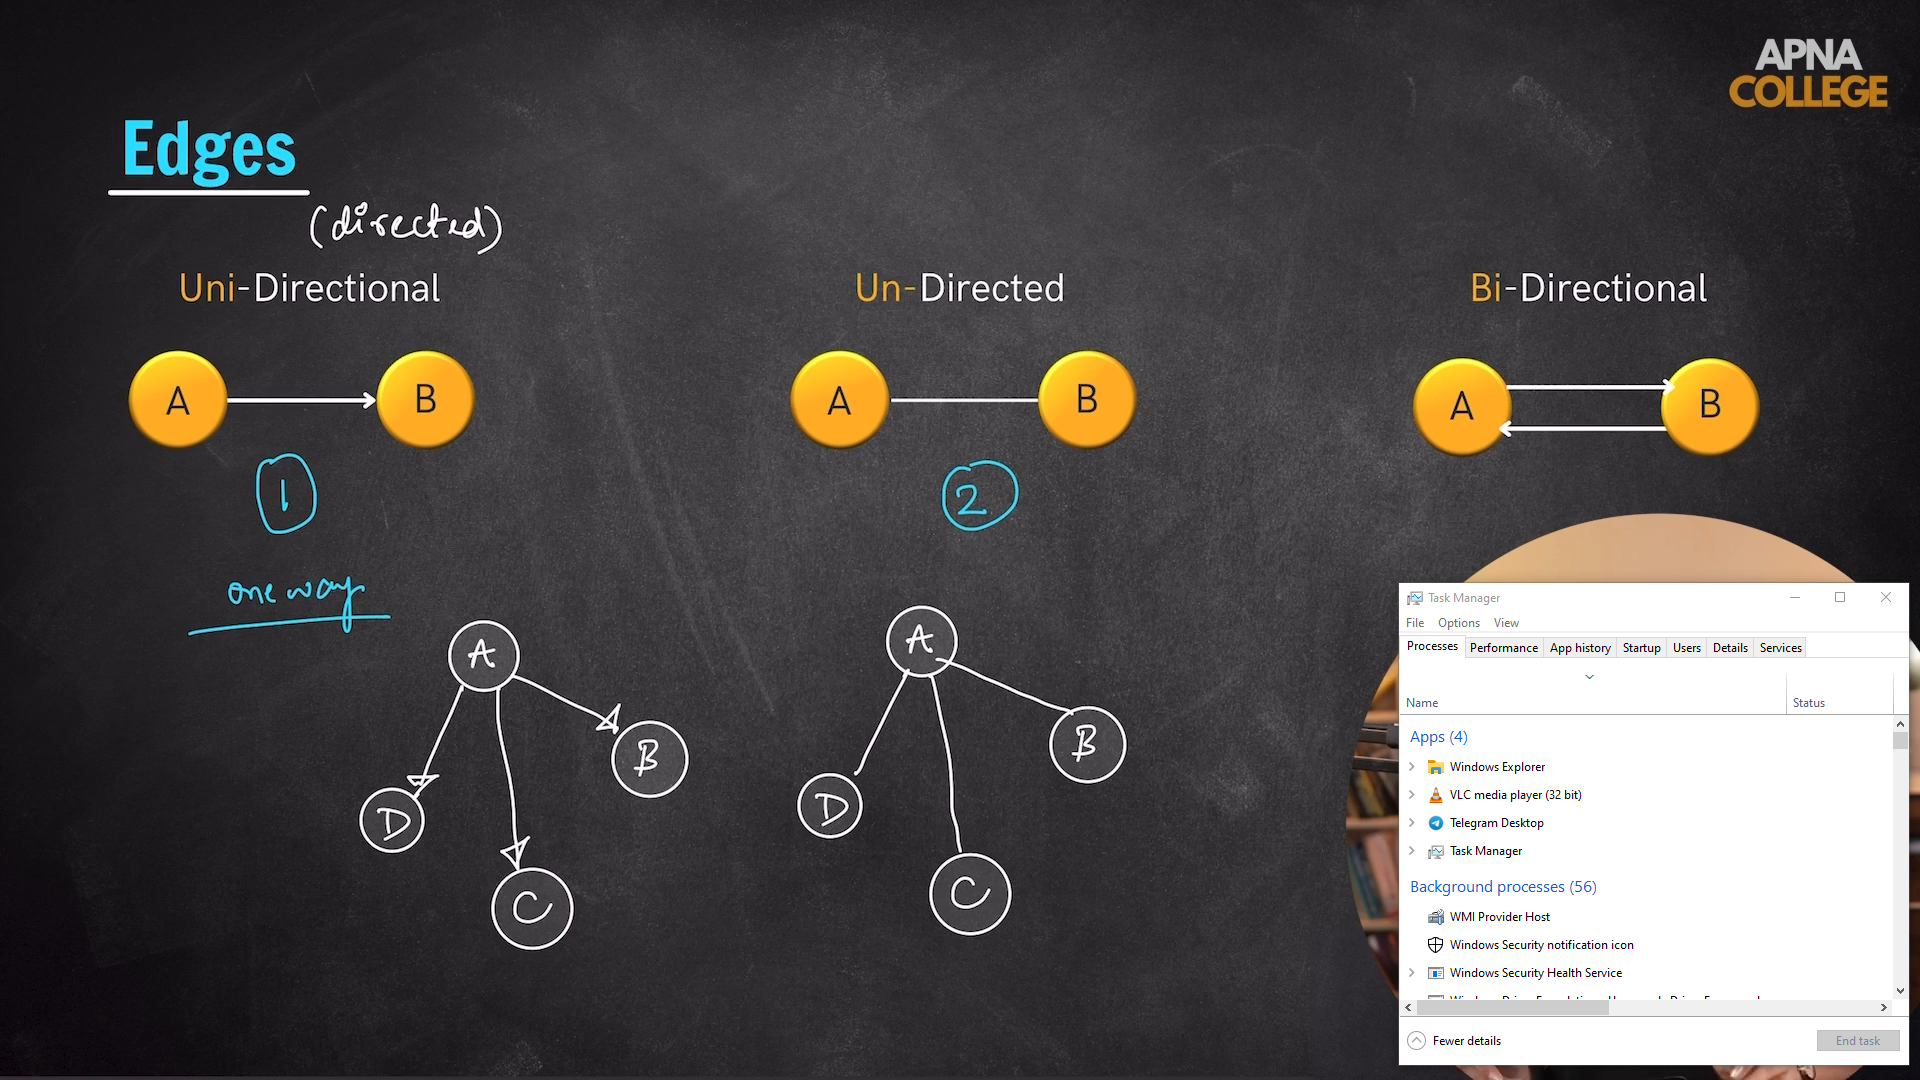 APNA
COLLEGE
Edges
(directed)
Uni-Directional
Un-Directed
Bi-Directional
A
B
A
B
A
B
1
2
one way
A
B
D
C
A
B
D
C
Task Manager
File Options View
Processes Performance App history Startup Users Details Services
Name Status
Apps (4)
Windows Explorer
VLC media player (32 bit)
Telegram Desktop
Task Manager
Background processes (56)
WMI Provider Host
Windows Security notification icon
Windows Security Health Service
Fewer details
End task